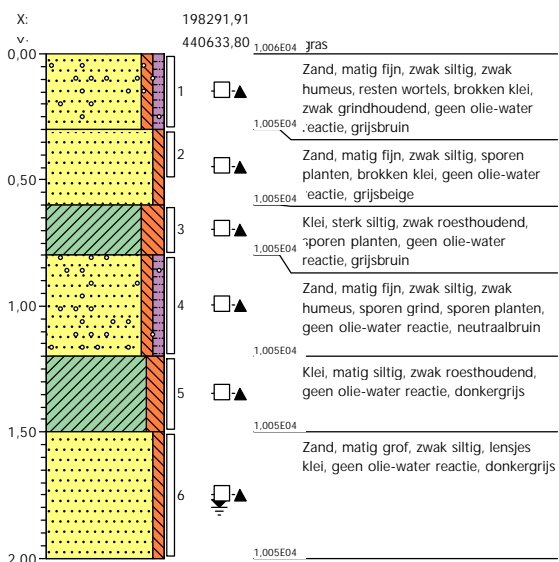 X: 198291,91
Y: 440633,80
0,00
1,006E04 gras
1
Zand, matig fijn, zwak siltig, zwak
humeus, resten wortels, brokken klei,
zwak grindhoudend, geen olie-water
reactie, grijsbruin
1,005E04
2
Zand, matig fijn, zwak siltig, sporen
planten, brokken klei, geen olie-water
reactie, grijsbeige
0,50
1,005E04
3
Klei, sterk siltig, zwak roesthoudend,
sporen planten, geen olie-water
reactie, grijsbruin
1,005E04
4
Zand, matig fijn, zwak siltig, zwak
humeus, sporen grind, sporen planten,
geen olie-water reactie, neutraalbruin
1,00
1,005E04
5
Klei, matig siltig, zwak roesthoudend,
geen olie-water reactie, donkergrijs
1,50
1,005E04
6
Zand, matig grof, zwak siltig, lensjes
klei, geen olie-water reactie, donkergrijs
2,00
1,005E04